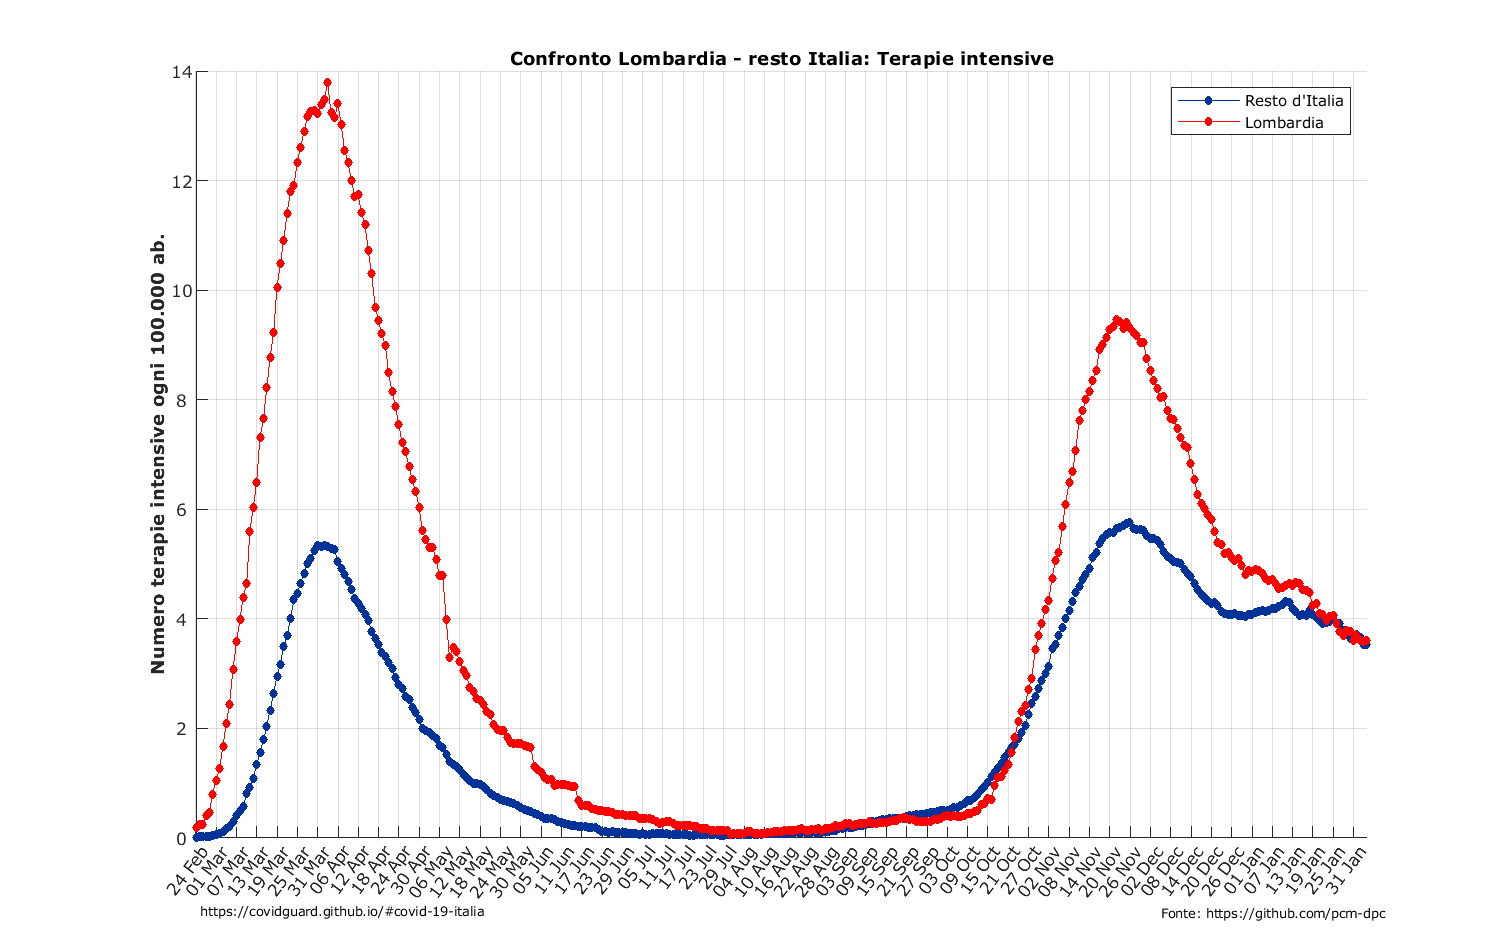 Confronto Lombardia - resto Italia: Terapie intensive
Resto d'Italia
Lombardia
Numero terapie intensive ogni 100.000 ab.
14
12
10
8
6
4
2
0
24 Feb
01 Mar
07 Mar
13 Mar
19 Mar
25 Mar
31 Mar
06 Apr
12 Apr
18 Apr
24 Apr
30 Apr
06 May
12 May
18 May
24 May
30 May
05 Jun
11 Jun
17 Jun
23 Jun
29 Jun
05 Jul
11 Jul
17 Jul
23 Jul
29 Jul
04 Aug
10 Aug
16 Aug
22 Aug
28 Aug
03 Sep
09 Sep
15 Sep
21 Sep
27 Sep
03 Oct
09 Oct
15 Oct
21 Oct
27 Oct
02 Nov
08 Nov
14 Nov
20 Nov
26 Nov
02 Dec
08 Dec
14 Dec
20 Dec
26 Dec
01 Jan
07 Jan
13 Jan
19 Jan
25 Jan
31 Jan
https://covidguard.github.io/#covid-19-italia
Fonte: https://github.com/pcm-dpc